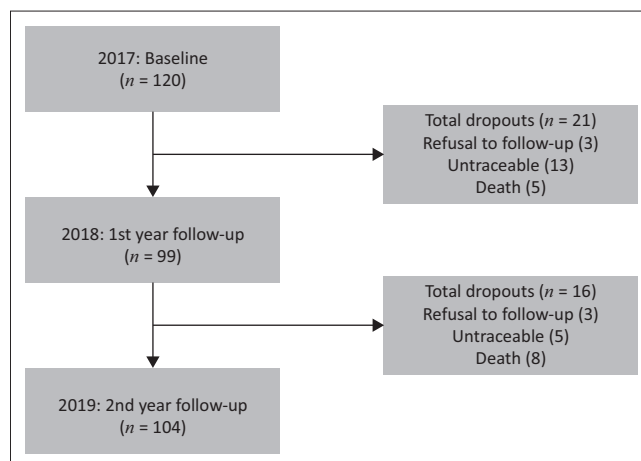 2017: Baseline
(n = 120)
Total dropouts (n = 21)
Refusal to follow-up (3)
Untraceable (13)
Death (5)
2018: 1st year follow-up
(n = 99)
Total dropouts (n = 16)
Refusal to follow-up (3)
Untraceable (5)
Death (8)
2019: 2nd year follow-up
(n = 104)